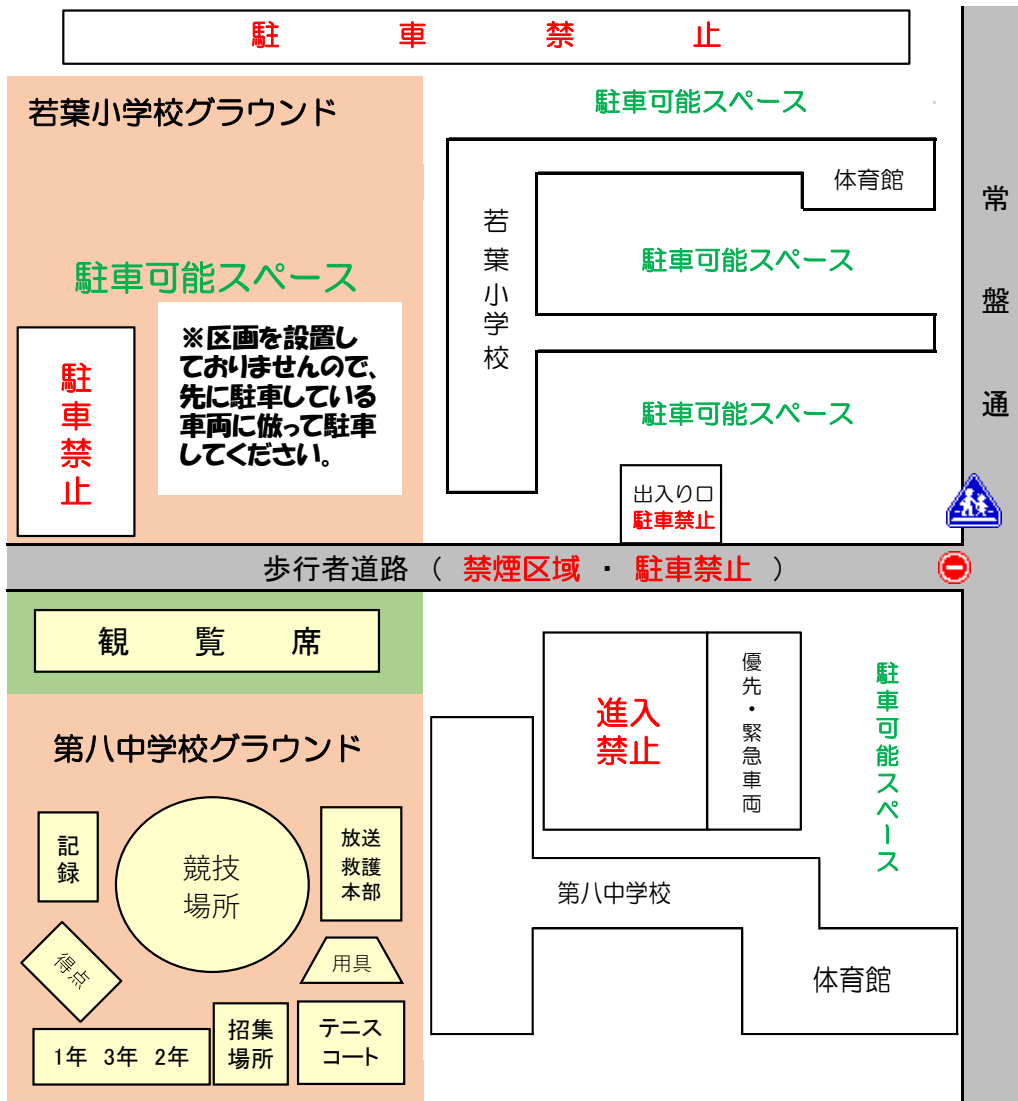 駐車禁止
若葉小学校グラウンド
駐車可能スペース
体育館
若葉小学校
常盤通
駐車可能スペース
駐車可能スペース
※区画を設置し
ておりませんので、
先に駐車している
車両に倣って駐車
してください。
駐車禁止
駐車可能スペース
出入り口
駐車禁止
歩行者道路 （ 禁煙区域 ・ 駐車禁止 ）
観覧席
進入
禁止
優先・緊急車両
駐車可能スペース
第八中学校グラウンド
記録
競技
場所
放送
救護
本部
第八中学校
得点
用具
体育館
1年 3年 2年
招集
場所
テニス
コート